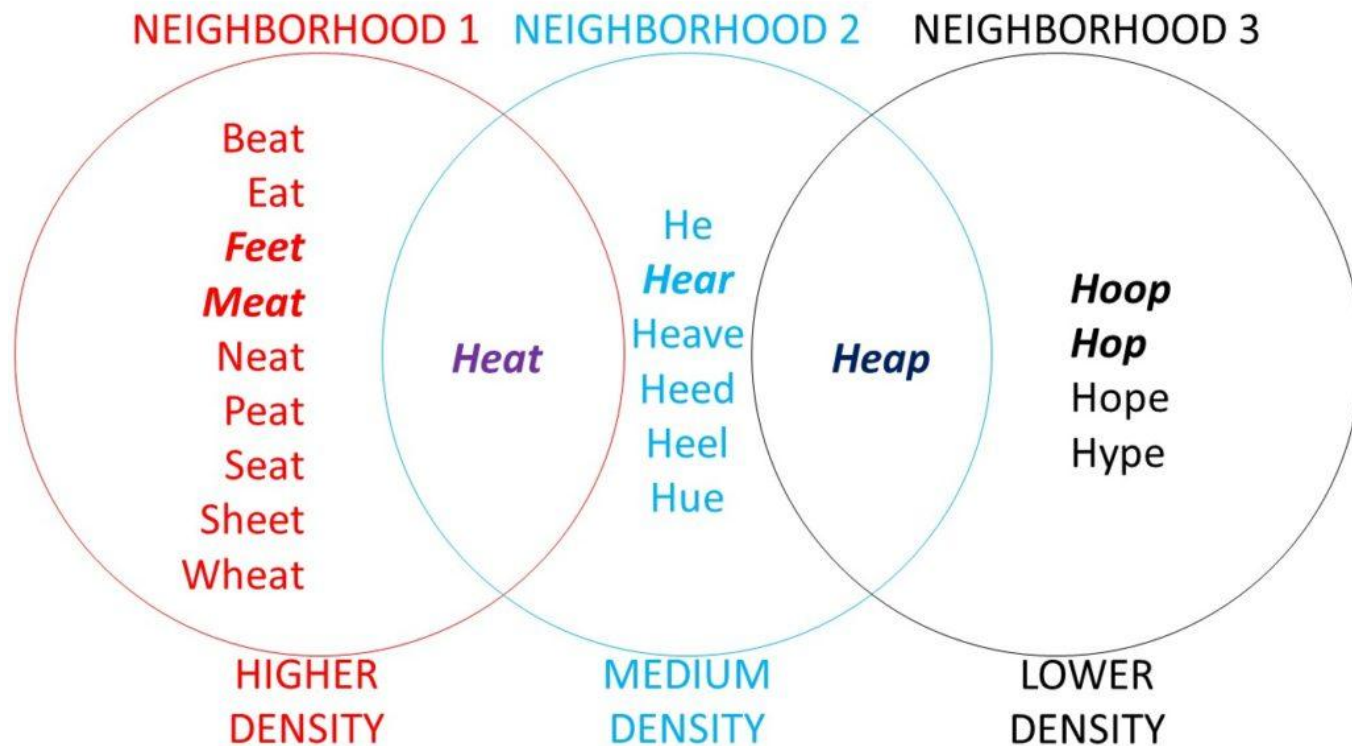 NEIGHBORHOOD 1
NEIGHBORHOOD 2
NEIGHBORHOOD 3
Beat
Eat
Feet
Meat
Neat
Peat
Seat
Sheet
Wheat
Heat
He
Hear
Heave
Heed
Heel
Hue
Heap
Hoop
Hop
Hope
Hype
HIGHER
DENSITY
MEDIUM
DENSITY
LOWER
DENSITY